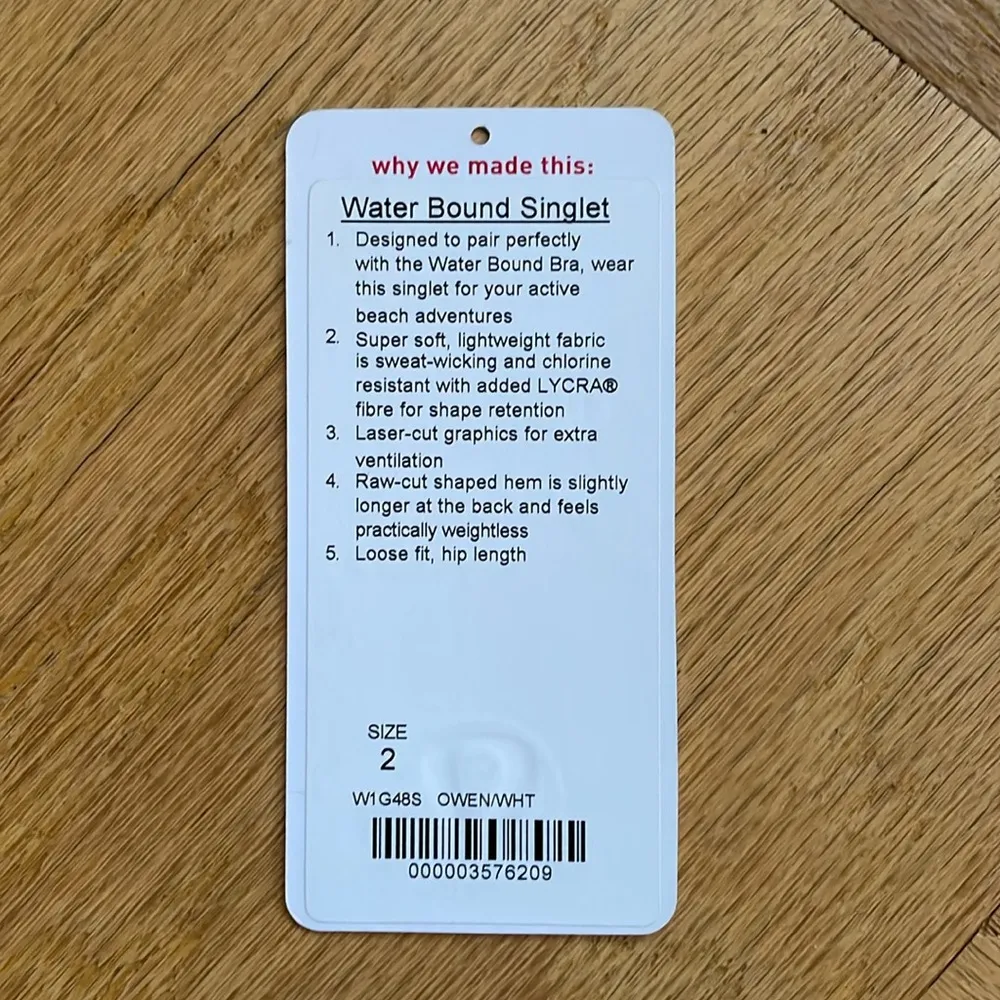 why we made this:
Water Bound Singlet
1. Designed to pair perfectly
with the Water Bound Bra, wear
this singlet for your active
beach adventures
2. Super soft, lightweight fabric
is sweat-wicking and chlorine
resistant with added LYCRA®
fibre for shape retention
3. Laser-cut graphics for extra
ventilation
4. Raw-cut shaped hem is slightly
longer at the back and feels
practically weightless
5. Loose fit, hip length
SIZE
2
W1G48S OWEN/WHT
000003576209